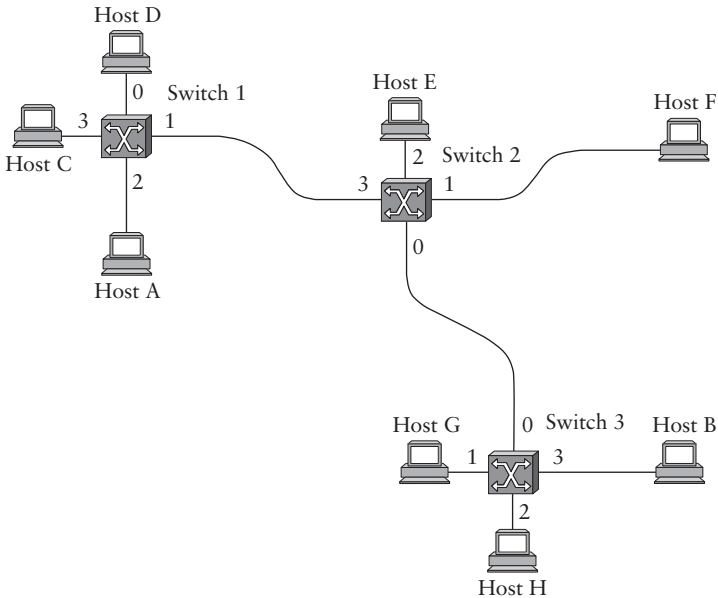 Host D
0 Switch 1
3 1
Host C
2
Host A
Host E
2 Switch 2
3 1
0
Host F
0 Switch 3
Host G
Host B
1 3
2
Host H